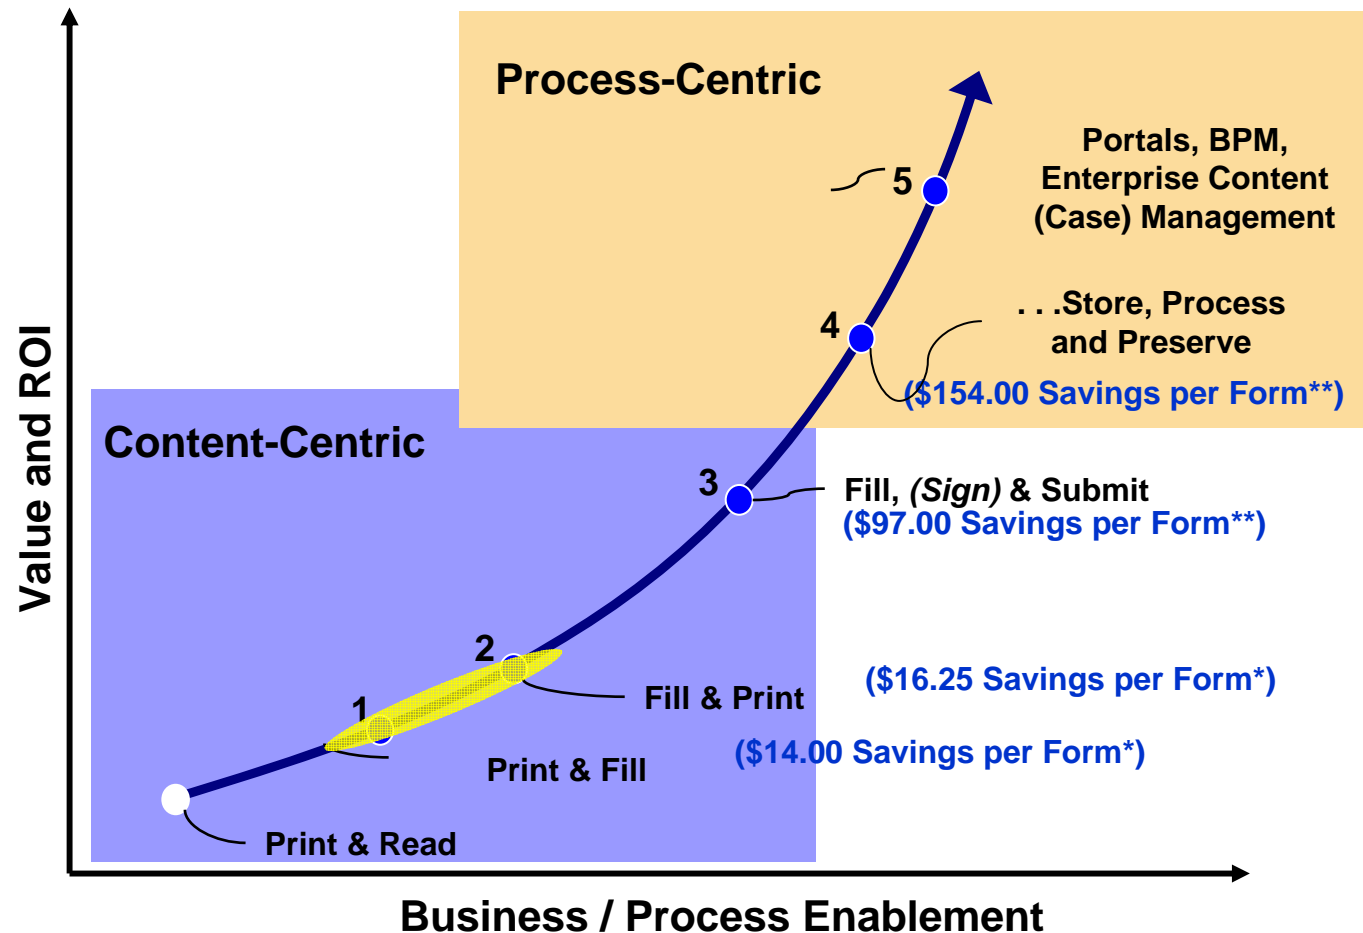 Process-Centric
Portals, BPM,
Enterprise Content
(Case) Management
5
. . .Store, Process
and Preserve
4
($154.00 Savings per Form**)
Content-Centric
3
Fill, (Sign) & Submit
($97.00 Savings per Form**)
2
($16.25 Savings per Form*)
Fill & Print
1
($14.00 Savings per Form*)
Print & Fill
Print & Read
Value and ROI
Business / Process Enablement